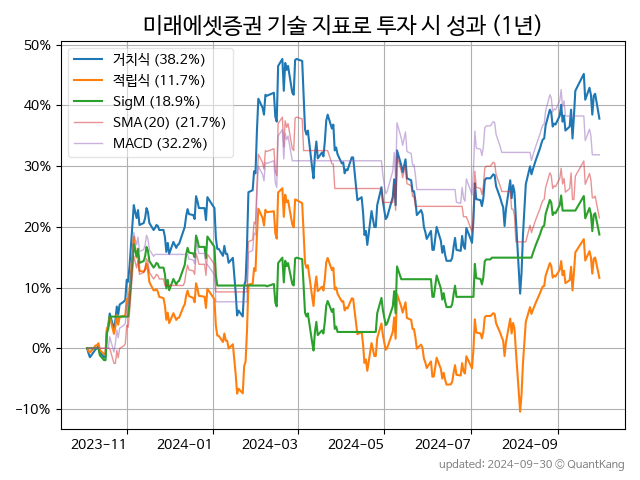 미래에셋증권 기술 지표로 투자 시 성과 (1년)
50%
40%
30%
20%
10%
0%
−10%
거치식 (38.2%)
적립식 (11.7%)
SigM (18.9%)
SMA(20) (21.7%)
MACD (32.2%)
2023-11
2024-01
2024-03
2024-05
2024-07
2024-09
updated: 2024-09-30 © QuantKang